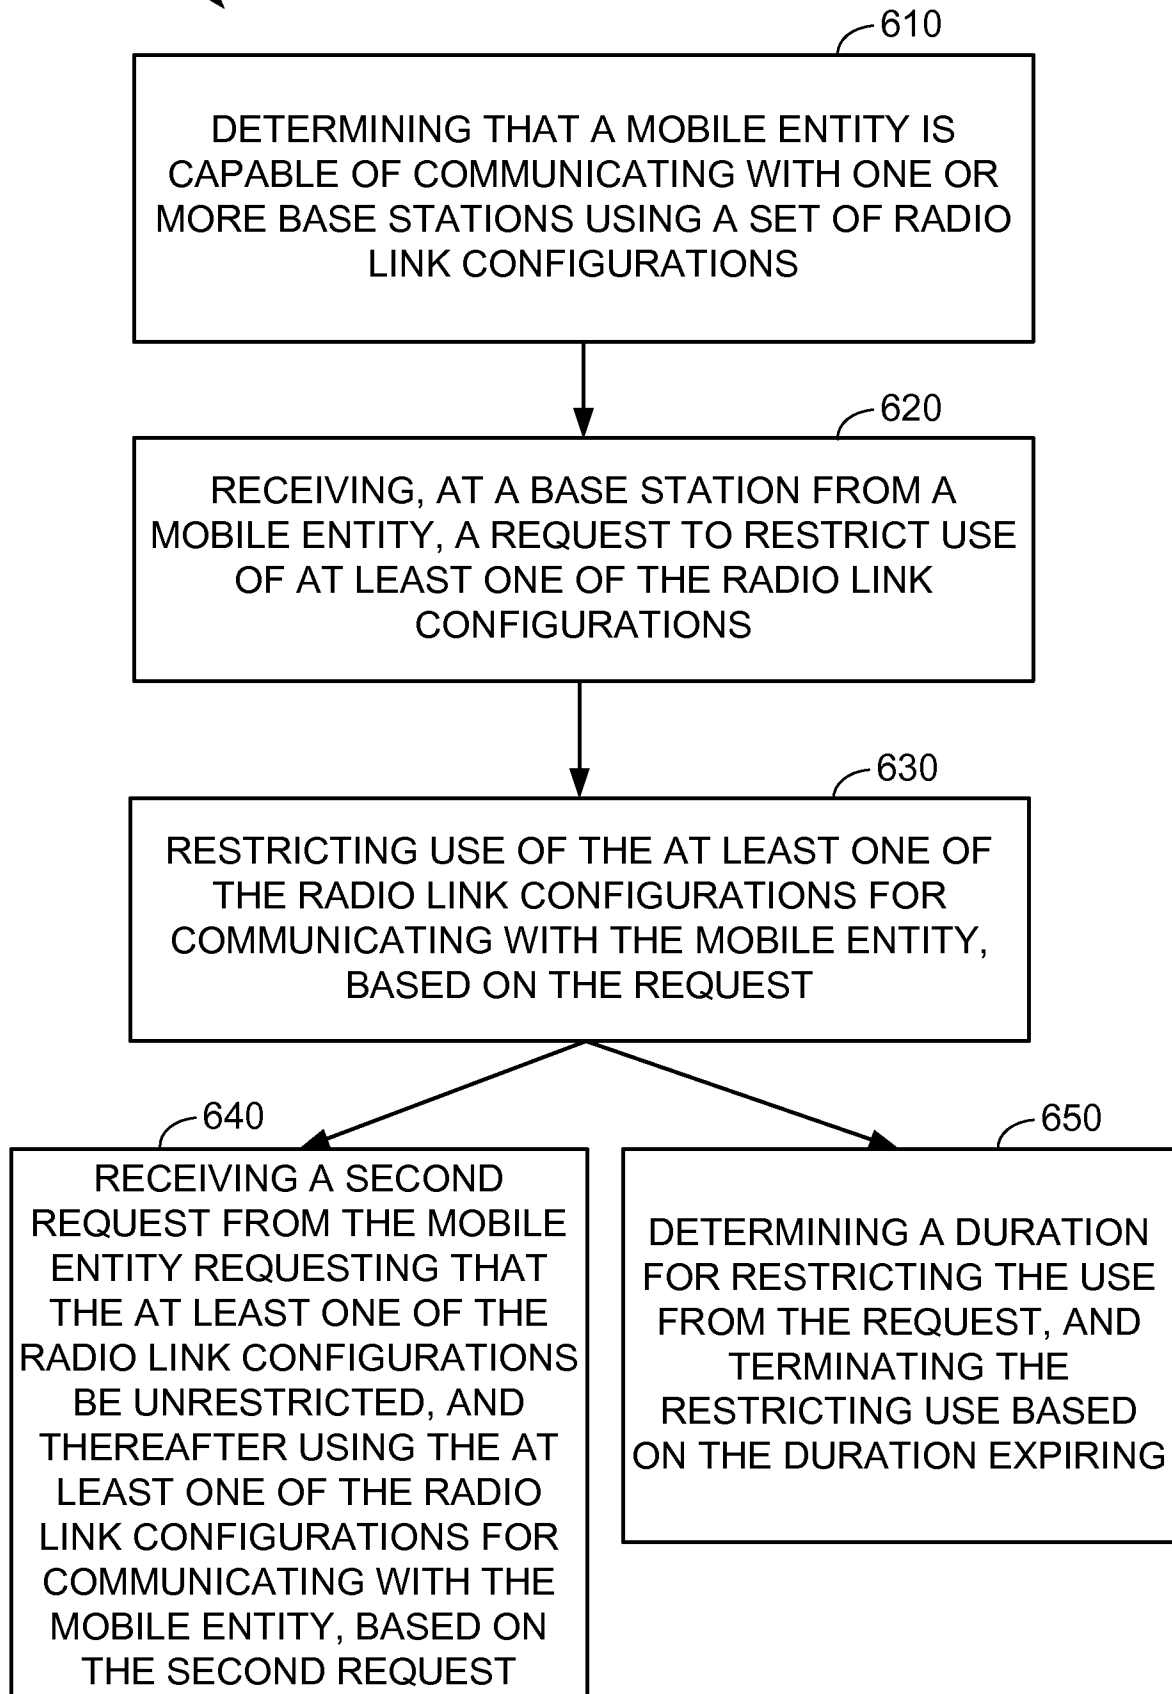 610
DETERMINING THAT A MOBILE ENTITY IS
CAPABLE OF COMMUNICATING WITH ONE OR
MORE BASE STATIONS USING A SET OF RADIO
LINK CONFIGURATIONS
620
RECEIVING, AT A BASE STATION FROM A
MOBILE ENTITY, A REQUEST TO RESTRICT USE
OF AT LEAST ONE OF THE RADIO LINK
CONFIGURATIONS
630
RESTRICTING USE OF THE AT LEAST ONE OF
THE RADIO LINK CONFIGURATIONS FOR
COMMUNICATING WITH THE MOBILE ENTITY,
BASED ON THE REQUEST
640
RECEIVING A SECOND
REQUEST FROM THE MOBILE
ENTITY REQUESTING THAT
THE AT LEAST ONE OF THE
RADIO LINK CONFIGURATIONS
BE UNRESTRICTED, AND
THEREAFTER USING THE AT
LEAST ONE OF THE RADIO
LINK CONFIGURATIONS FOR
COMMUNICATING WITH THE
MOBILE ENTITY, BASED ON
THE SECOND REQUEST
650
DETERMINING A DURATION
FOR RESTRICTING THE USE
FROM THE REQUEST, AND
TERMINATING THE
RESTRICTING USE BASED
ON THE DURATION EXPIRING